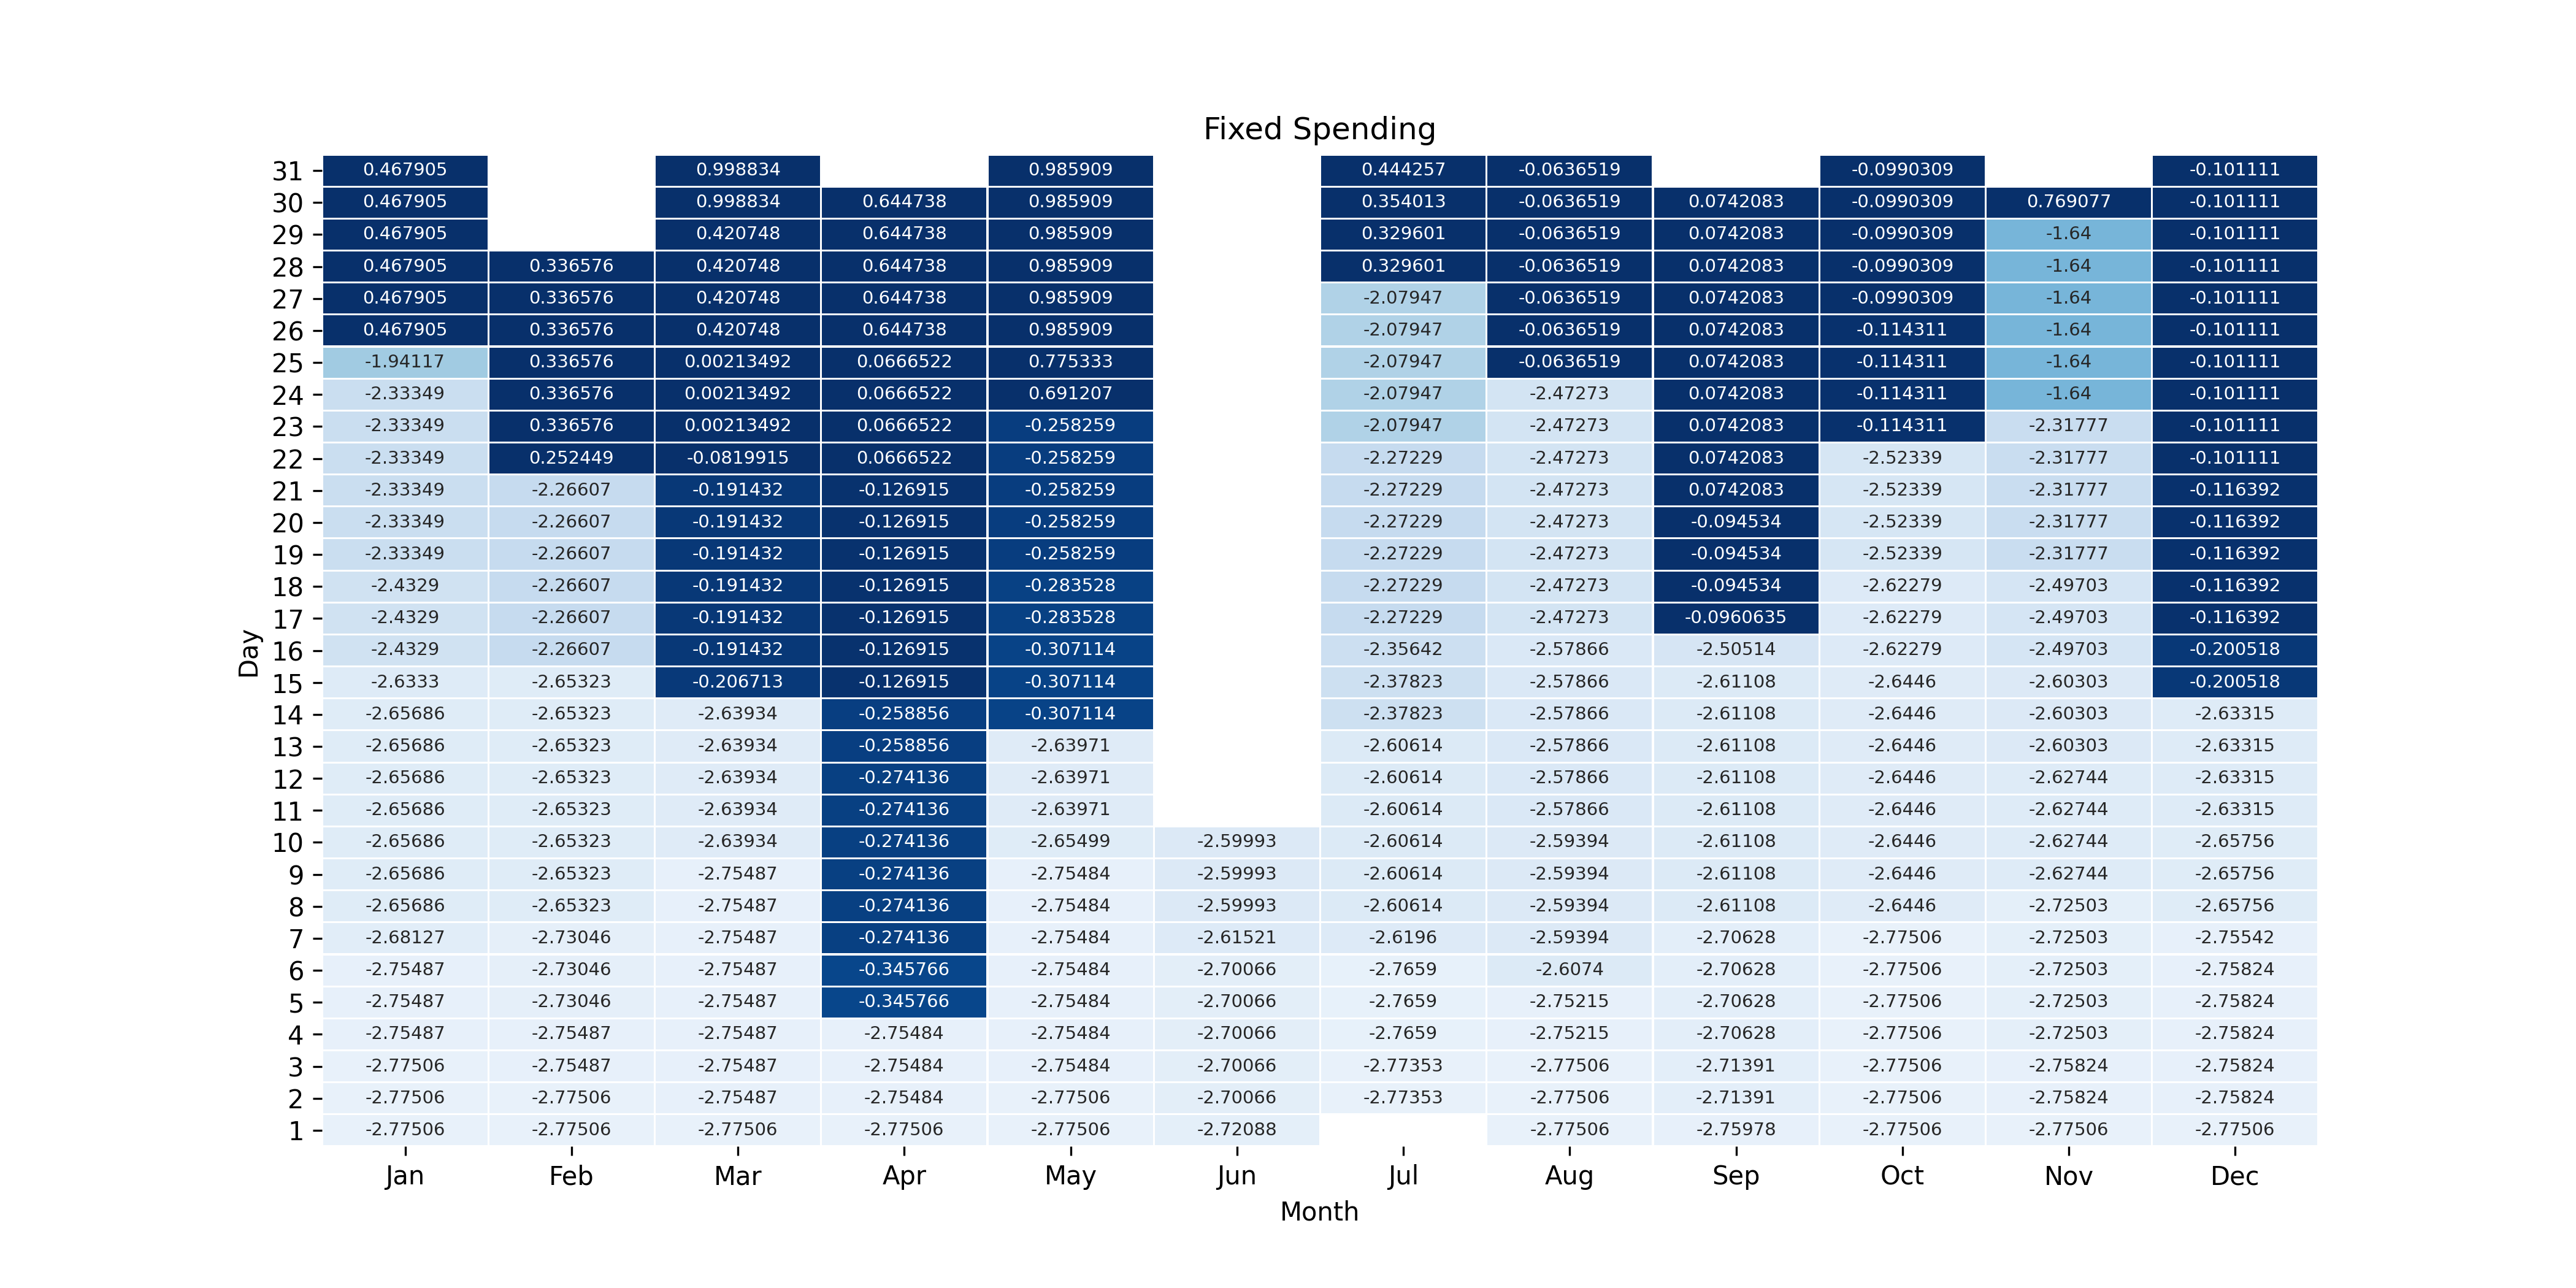 Fixed Spending
31 0.467905 0.998834 0.985909 0.444257 -0.0636519 -0.0990309 -0.101111
30 0.467905 0.998834 0.644738 0.985909 0.354013 -0.0636519 0.0742083 -0.0990309 0.769077 -0.101111
29 0.467905 0.420748 0.644738 0.985909 0.329601 -0.0636519 0.0742083 -0.0990309 -1.64 -0.101111
28 0.467905 0.336576 0.420748 0.644738 0.985909 0.329601 -0.0636519 0.0742083 -0.0990309 -1.64 -0.101111
27 0.467905 0.336576 0.420748 0.644738 0.985909 -2.07947 -0.0636519 0.0742083 -0.0990309 -1.64 -0.101111
26 0.467905 0.336576 0.420748 0.644738 0.985909 -2.07947 -0.0636519 0.0742083 -0.114311 -1.64 -0.101111
25 -1.94117 0.336576 0.00213492 0.0666522 0.775333 -2.07947 -0.0636519 0.0742083 -0.114311 -1.64 -0.101111
24 -2.33349 0.336576 0.00213492 0.0666522 0.691207 -2.07947 -2.47273 0.0742083 -0.114311 -1.64 -0.101111
23 -2.33349 0.336576 0.00213492 0.0666522 -0.258259 -2.07947 -2.47273 0.0742083 -0.114311 -2.31777 -0.101111
22 -2.33349 0.252449 -0.0819915 0.0666522 -0.258259 -2.27229 -2.47273 0.0742083 -2.52339 -2.31777 -0.101111
21 -2.33349 -2.26607 -0.191432 -0.126915 -0.258259 -2.27229 -2.47273 0.0742083 -2.52339 -2.31777 -0.116392
20 -2.33349 -2.26607 -0.191432 -0.126915 -0.258259 -2.27229 -2.47273 -0.094534 -2.52339 -2.31777 -0.116392
19 -2.33349 -2.26607 -0.191432 -0.126915 -0.258259 -2.27229 -2.47273 -0.094534 -2.52339 -2.31777 -0.116392
18 -2.4329 -2.26607 -0.191432 -0.126915 -0.283528 -2.27229 -2.47273 -0.094534 -2.62279 -2.49703 -0.116392
17 -2.4329 -2.26607 -0.191432 -0.126915 -0.283528 -2.27229 -2.47273 -0.0960635 -2.62279 -2.49703 -0.116392
16 -2.4329 -2.26607 -0.191432 -0.126915 -0.307114 -2.35642 -2.57866 -2.50514 -2.62279 -2.49703 -0.200518
15 -2.6333 -2.65323 -0.206713 -0.126915 -0.307114 -2.37823 -2.57866 -2.61108 -2.6446 -2.60303 -0.200518
14 -2.65686 -2.65323 -2.63934 -0.258856 -0.307114 -2.37823 -2.57866 -2.61108 -2.6446 -2.60303 -2.63315
13 -2.65686 -2.65323 -2.63934 -0.258856 -2.63971 -2.60614 -2.57866 -2.61108 -2.6446 -2.60303 -2.63315
12 -2.65686 -2.65323 -2.63934 -0.274136 -2.63971 -2.60614 -2.57866 -2.61108 -2.6446 -2.62744 -2.63315
11 -2.65686 -2.65323 -2.63934 -0.274136 -2.63971 -2.60614 -2.57866 -2.61108 -2.6446 -2.62744 -2.63315
10 -2.65686 -2.65323 -2.63934 -0.274136 -2.65499 -2.59993 -2.60614 -2.59394 -2.61108 -2.6446 -2.62744 -2.65756
9 -2.65686 -2.65323 -2.75487 -0.274136 -2.75484 -2.59993 -2.60614 -2.59394 -2.61108 -2.6446 -2.62744 -2.65756
8 -2.65686 -2.65323 -2.75487 -0.274136 -2.75484 -2.59993 -2.60614 -2.59394 -2.61108 -2.6446 -2.72503 -2.65756
7 -2.68127 -2.73046 -2.75487 -0.274136 -2.75484 -2.61521 -2.6196 -2.59394 -2.70628 -2.77506 -2.72503 -2.75542
6 -2.75487 -2.73046 -2.75487 -0.345766 -2.75484 -2.70066 -2.7659 -2.6074 -2.70628 -2.77506 -2.72503 -2.75824
5 -2.75487 -2.73046 -2.75487 -0.345766 -2.75484 -2.70066 -2.7659 -2.75215 -2.70628 -2.77506 -2.72503 -2.75824
4 -2.75487 -2.75487 -2.75487 -2.75484 -2.75484 -2.70066 -2.7659 -2.75215 -2.70628 -2.77506 -2.72503 -2.75824
3 -2.77506 -2.75487 -2.75487 -2.75484 -2.75484 -2.70066 -2.77353 -2.77506 -2.71391 -2.77506 -2.75824 -2.75824
2 -2.77506 -2.77506 -2.75487 -2.75484 -2.77506 -2.70066 -2.77353 -2.77506 -2.71391 -2.77506 -2.75824 -2.75824
1 -2.77506 -2.77506 -2.77506 -2.77506 -2.77506 -2.72088 -2.77506 -2.75978 -2.77506 -2.77506 -2.77506
Jan Feb Mar Apr May Jun Jul Aug Sep Oct Nov Dec
Month
Day